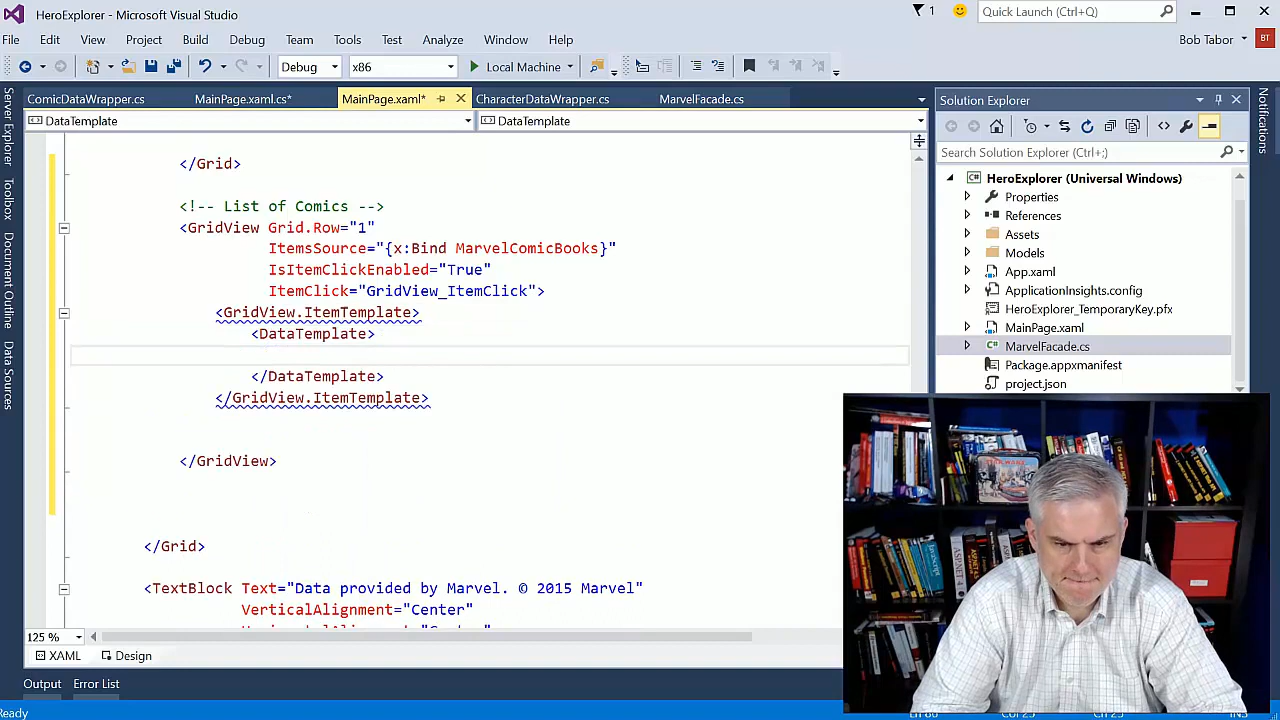 HeroExplorer - Microsoft Visual Studio
1
Quick Launch (Ctrl+Q)
File Edit View Project Build Debug Team Tools Test Analyze Window Help
Bob Tabor BT
Debug x86 Local Machine
ComicDataWrapper.cs MainPage.xaml.cs* MainPage.xaml* CharacterDataWrapper.cs MarvelFacade.cs
DataTemplate DataTemplate
</Grid>
<!-- List of Comics -->
<GridView Grid.Row="1"
ItemsSource="{x:Bind MarvelComicBooks}"
IsItemClickEnabled="True"
ItemClick="GridView_ItemClick">
<GridView.ItemTemplate>
<DataTemplate>
</DataTemplate>
</GridView.ItemTemplate>
</GridView>
</Grid>
<TextBlock Text="Data provided by Marvel. © 2015 Marvel"
VerticalAlignment="Center"
125 %
XAML Design
Output Error List
Ready
Server Explorer
Toolbox
Document Outline
Data Sources
Solution Explorer
Search Solution Explorer (Ctrl+;)
HeroExplorer (Universal Windows)
Properties
References
Assets
Models
App.xaml
ApplicationInsights.config
HeroExplorer_TemporaryKey.pfx
MainPage.xaml
MarvelFacade.cs
Package.appxmanifest
project.json
Notifications